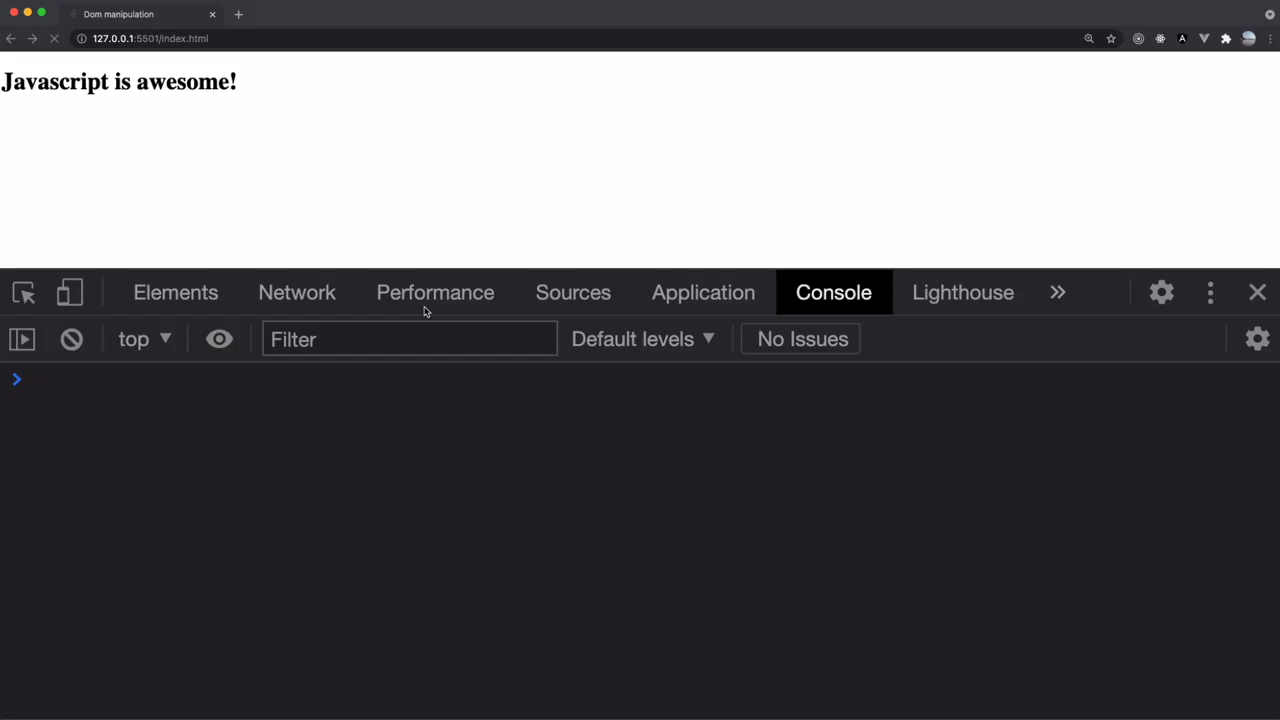 Dom manipulation
127.0.0.1:5501/index.html
Javascript is awesome!
Elements Network Performance Sources Application Console Lighthouse
top Filter Default levels No Issues